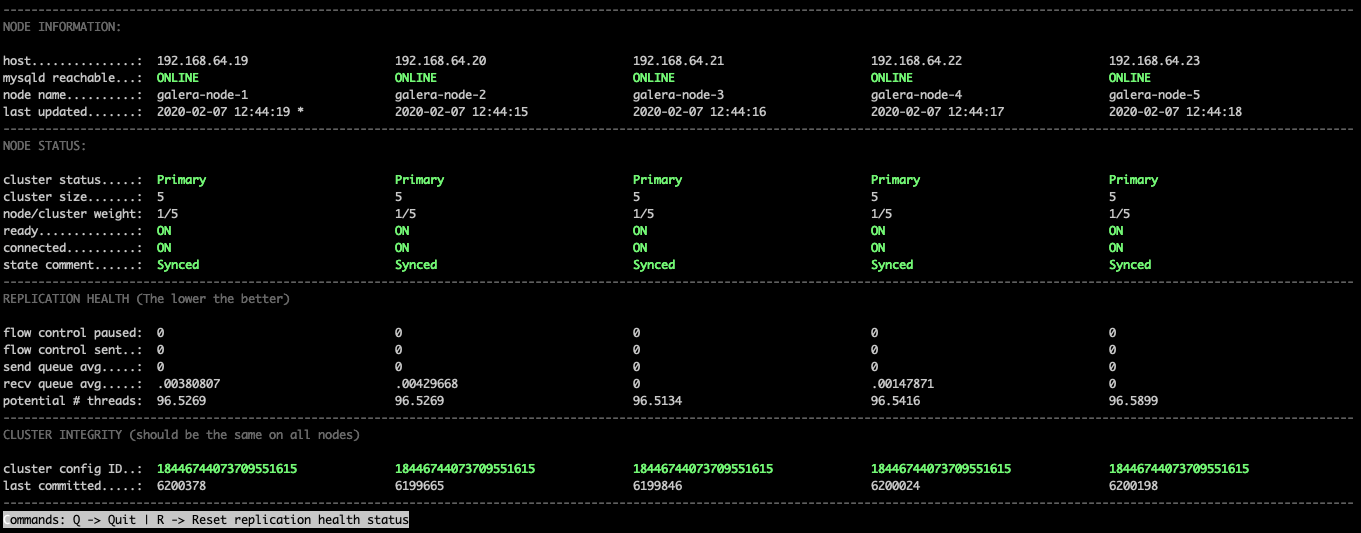 NODE INFORMATION:
host...............: 192.168.64.19 192.168.64.20 192.168.64.21 192.168.64.22 192.168.64.23
mysqld reachable...: ONLINE ONLINE ONLINE ONLINE ONLINE
node name..........: galera-node-1 galera-node-2 galera-node-3 galera-node-4 galera-node-5
last updated.......: 2020-02-07 12:44:19 * 2020-02-07 12:44:15 2020-02-07 12:44:16 2020-02-07 12:44:17 2020-02-07 12:44:18
NODE STATUS:
cluster status.....: Primary Primary Primary Primary Primary
cluster size.......: 5 5 5 5 5
node/cluster weight: 1/5 1/5 1/5 1/5 1/5
ready..............: ON ON ON ON ON
connected..........: ON ON ON ON ON
state comment......: Synced Synced Synced Synced Synced
REPLICATION HEALTH (The lower the better)
flow control paused: 0 0 0 0 0
flow control sent..: 0 0 0 0 0
send queue avg.....: 0 0 0 0 0
recv queue avg.....: .00380807 .00429668 0 .00147871 0
potential # threads: 96.5269 96.5269 96.5134 96.5416 96.5899
CLUSTER INTEGRITY (should be the same on all nodes)
cluster config ID..: 18446744073709551615 18446744073709551615 18446744073709551615 18446744073709551615 18446744073709551615
last committed.....: 6200378 6199665 6199846 6200024 6200198
Commands: Q -> Quit | R -> Reset replication health status